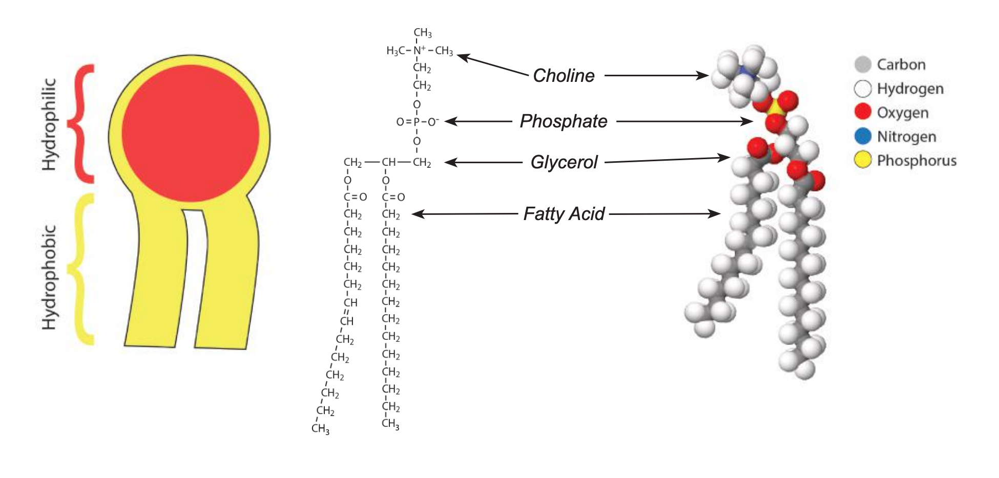 Hydrophilic
Hydrophobic
CH₃
H₃C–N⁺–CH₃
CH₂
CH₂
O
O=P–O⁻
O
CH₂—CH—CH₂
O O
C=O C=O
CH₂ CH₂
CH₂ CH₂
CH₂ CH₂
CH₂ CH₂
CH₂ CH₂
CH CH₂
CH CH₂
CH₂ CH₂
CH₂ CH₂
CH₂ CH₂
CH₂ CH₂
CH₂ CH₂
CH₃ CH₃
Choline
Phosphate
Glycerol
Fatty Acid
Carbon
Hydrogen
Oxygen
Nitrogen
Phosphorus